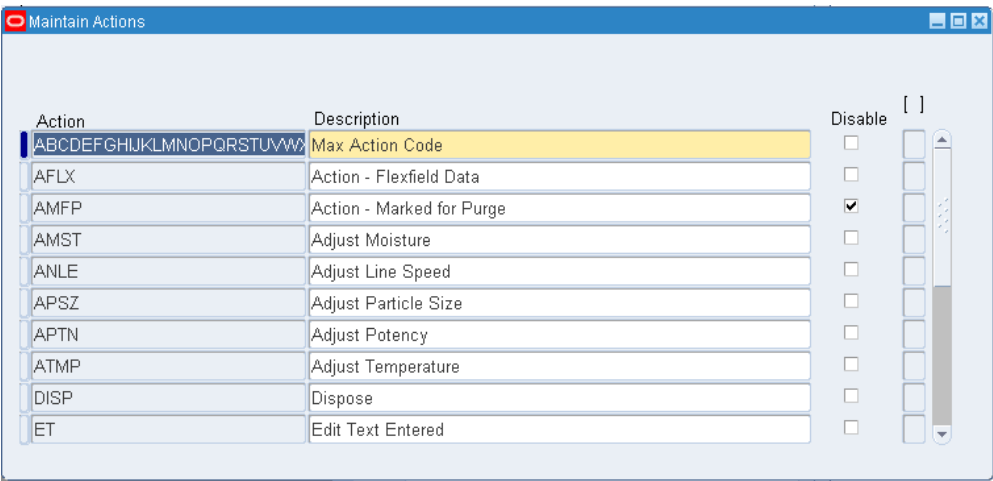 Maintain Actions
[ ]
Action Description Disable
ABCDEFGHIJKLMNOPQRSTUVWX Max Action Code
AFLX Action - Flexfield Data
AMFP Action - Marked for Purge
AMST Adjust Moisture
ANLE Adjust Line Speed
APSZ Adjust Particle Size
APTN Adjust Potency
ATMP Adjust Temperature
DISP Dispose
ET Edit Text Entered